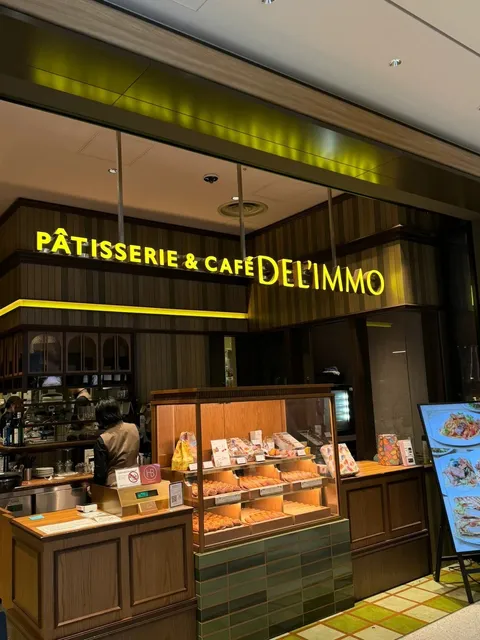 PÂTISSERIE & CAFÉ DEL'IMMO